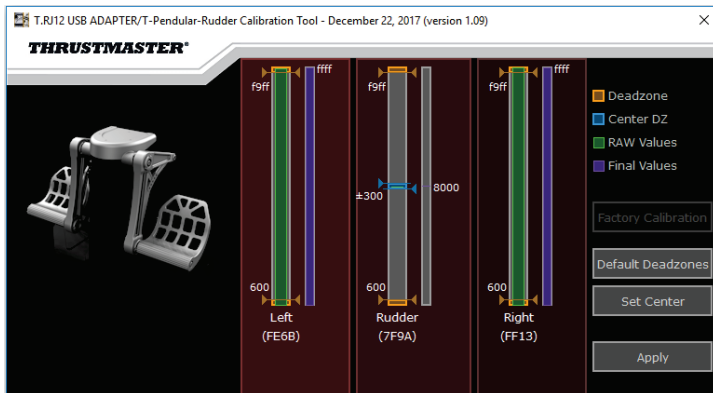 T.RJ12 USB ADAPTER/T-Pendular-Rudder Calibration Tool - December 22, 2017 (version 1.09)
THRUSTMASTER®
ffff
f9ff
600
Left
(FE6B)
f9ff
±300
8000
600
Rudder
(7F9A)
ffff
f9ff
600
Right
(FF13)
Deadzone
Center DZ
RAW Values
Final Values
Factory Calibration
Default Deadzones
Set Center
Apply